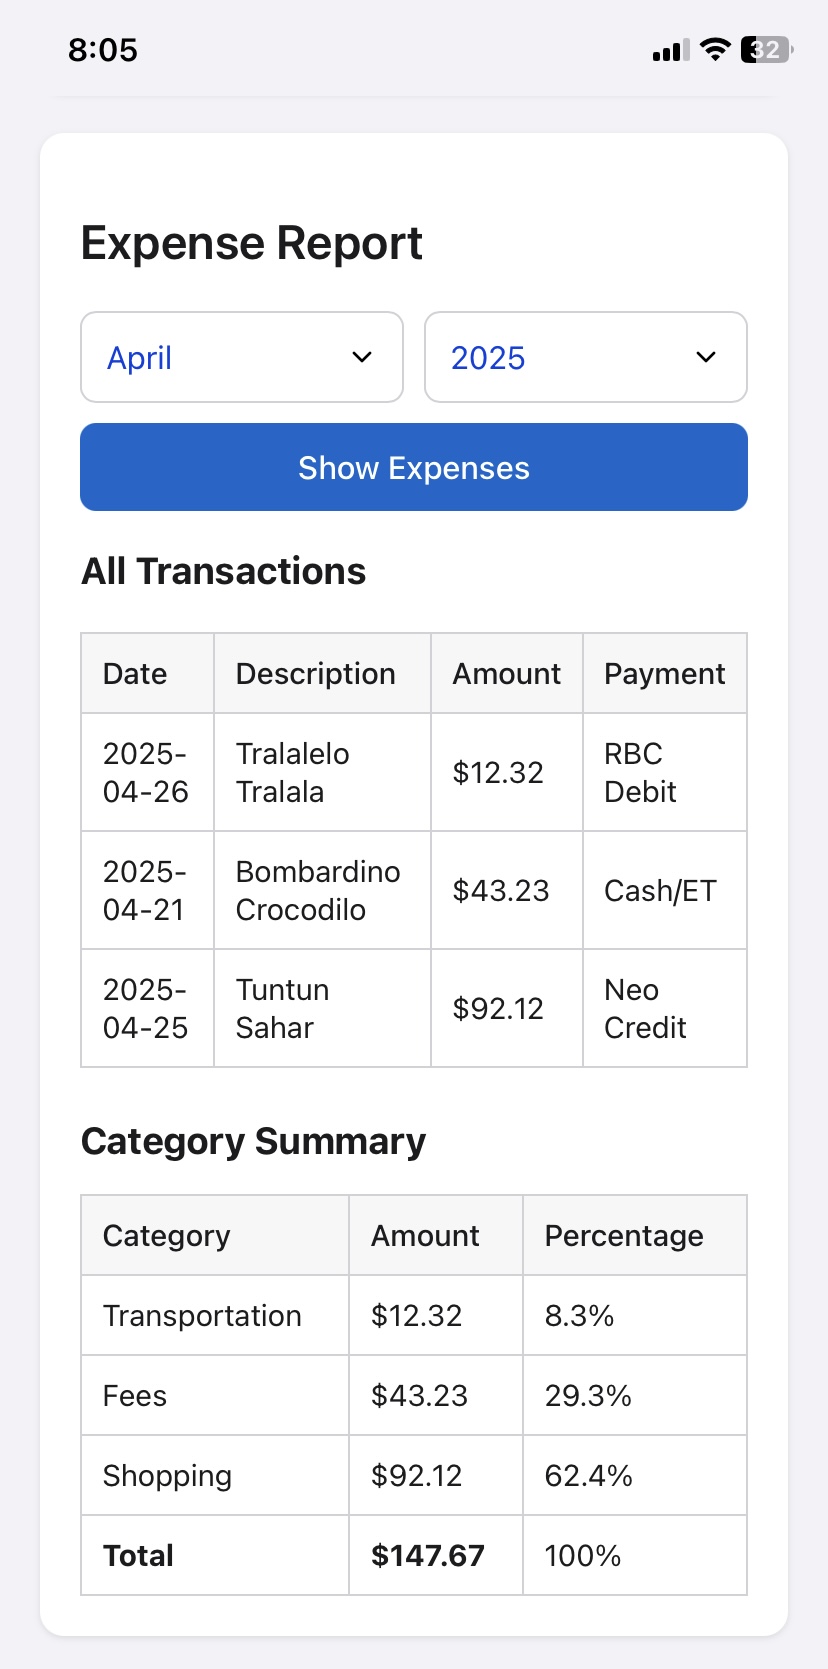 8:05
32
Expense Report
April
2025
Show Expenses
All Transactions
Date Description Amount Payment
2025-
04-26
Tralalelo
Tralala
$12.32
RBC
Debit
2025-
04-21
Bombardino
Crocodilo
$43.23
Cash/ET
2025-
04-25
Tuntun
Sahar
$92.12
Neo
Credit
Category Summary
Category Amount Percentage
Transportation $12.32 8.3%
Fees $43.23 29.3%
Shopping $92.12 62.4%
Total $147.67 100%